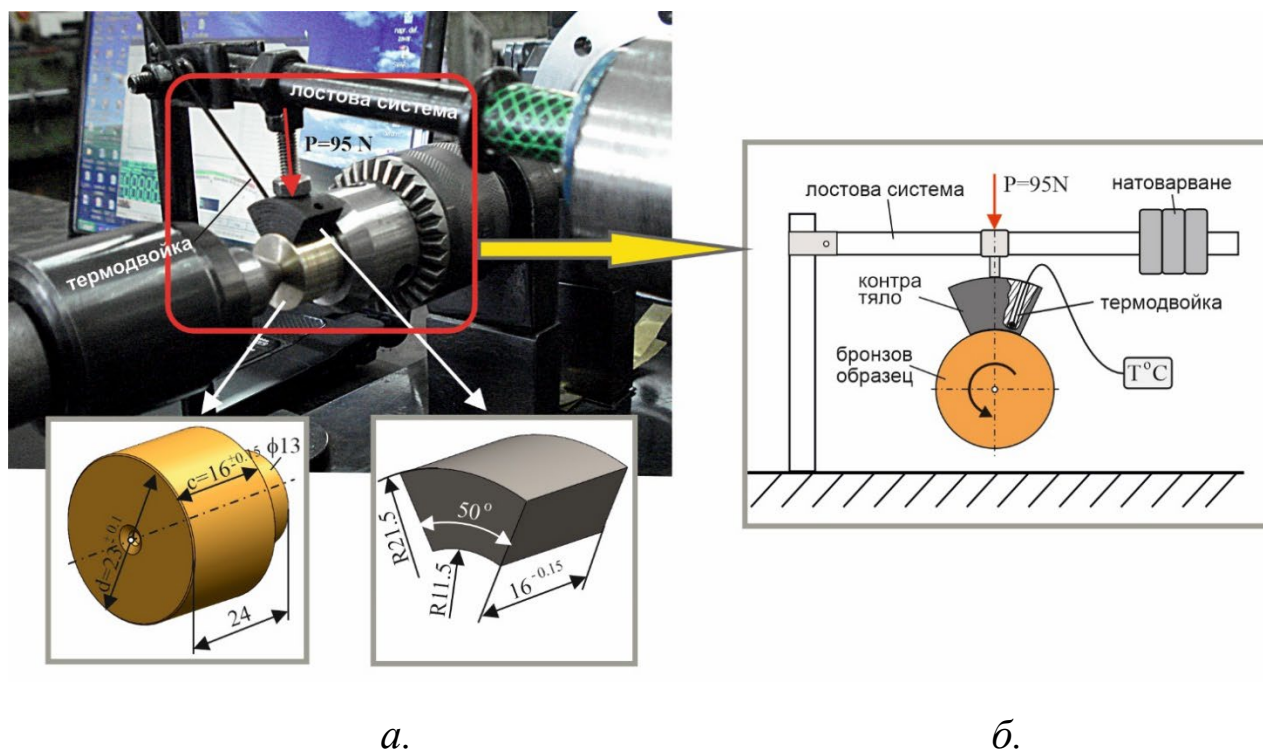 лостова система
P=95 N
термодвойка
c=16±0.15
ϕ13
d=23±0.1
24
50°
R21.5
R11.5
16-0.15
P=95N
лостова система
натоварване
контра
тяло
термодвойка
бронзов
образец
T°C
а.
б.